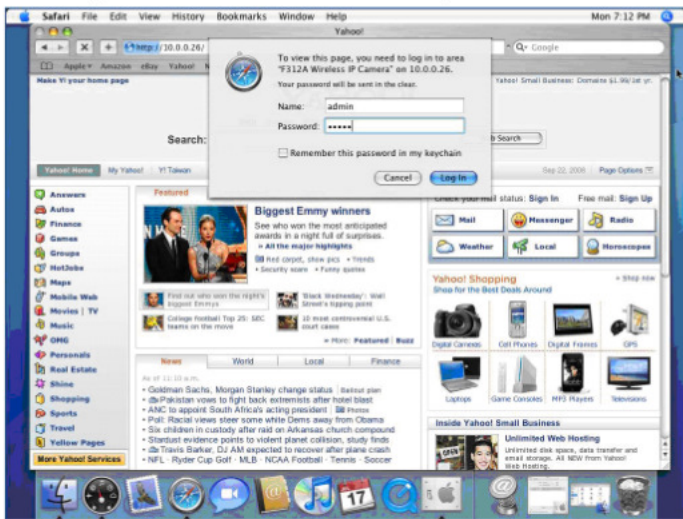 Safari File Edit View History Bookmarks Window Help Mon 7:12 PM
Yahoo!
http://10.0.0.26/
Google
Apple Amazon eBay Yahoo!
To view this page, you need to log in to area
"F312A Wireless IP Camera" on 10.0.0.26.
Your password will be sent in the clear.
Name: admin
Password: •••••
Remember this password in my keychain
Cancel Log In
Make Y! your home page
Yahoo! Small Business: Domains $1.99/1st yr.
Search:
b Search
Yahoo! Home My Yahoo! Y! Taiwan Sep 22, 2008 Page Options
Answers
Autos
Finance
Games
Groups
HotJobs
Maps
Mobile Web
Movies | TV
Music
OMG
Personals
Real Estate
Shine
Shopping
Sports
Travel
Yellow Pages
More Yahoo! Services
Featured
Biggest Emmy winners
See who won the most anticipated
awards in a night full of surprises.
» All the major highlights
Red carpet, show pics • Trends
• Security scare • Funny quotes
Find out who won the night's
biggest Emmys
'Black Wednesday': Wall
Street's tipping point
College Football Top 25: SEC
teams on the move
10 most controversial U.S.
court cases
» More: Featured | Buzz
News World Local Finance
As of 11:10 a.m.
• Goldman Sachs, Morgan Stanley change status | Bailout plan
• Pakistan vows to fight back extremists after hotel blast
• ANC to appoint South Africa's acting president | Photos
• Poll: Racial views steer some white Dems away from Obama
• Six children in custody after raid on Arkansas church compound
• Stardust evidence points to violent planet collision, study finds
• Travis Barker, DJ AM expected to recover after plane crash
• NFL - Ryder Cup Golf - MLB - NCAA Football - Tennis - Soccer
Check your mail status: Sign In Free mail: Sign Up
Mail Messenger Radio
Weather Local Horoscopes
Yahoo! Shopping » Shop now
Shop for the Best Deals Around
Digital Cameras Cell Phones Digital Frames GPS
Laptops Game Consoles MP3 Players Televisions
Inside Yahoo! Small Business
Unlimited Web Hosting
Unlimited disk space, data transfer and
email storage. All NEW from Yahoo!
Web Hosting.
JUL
17